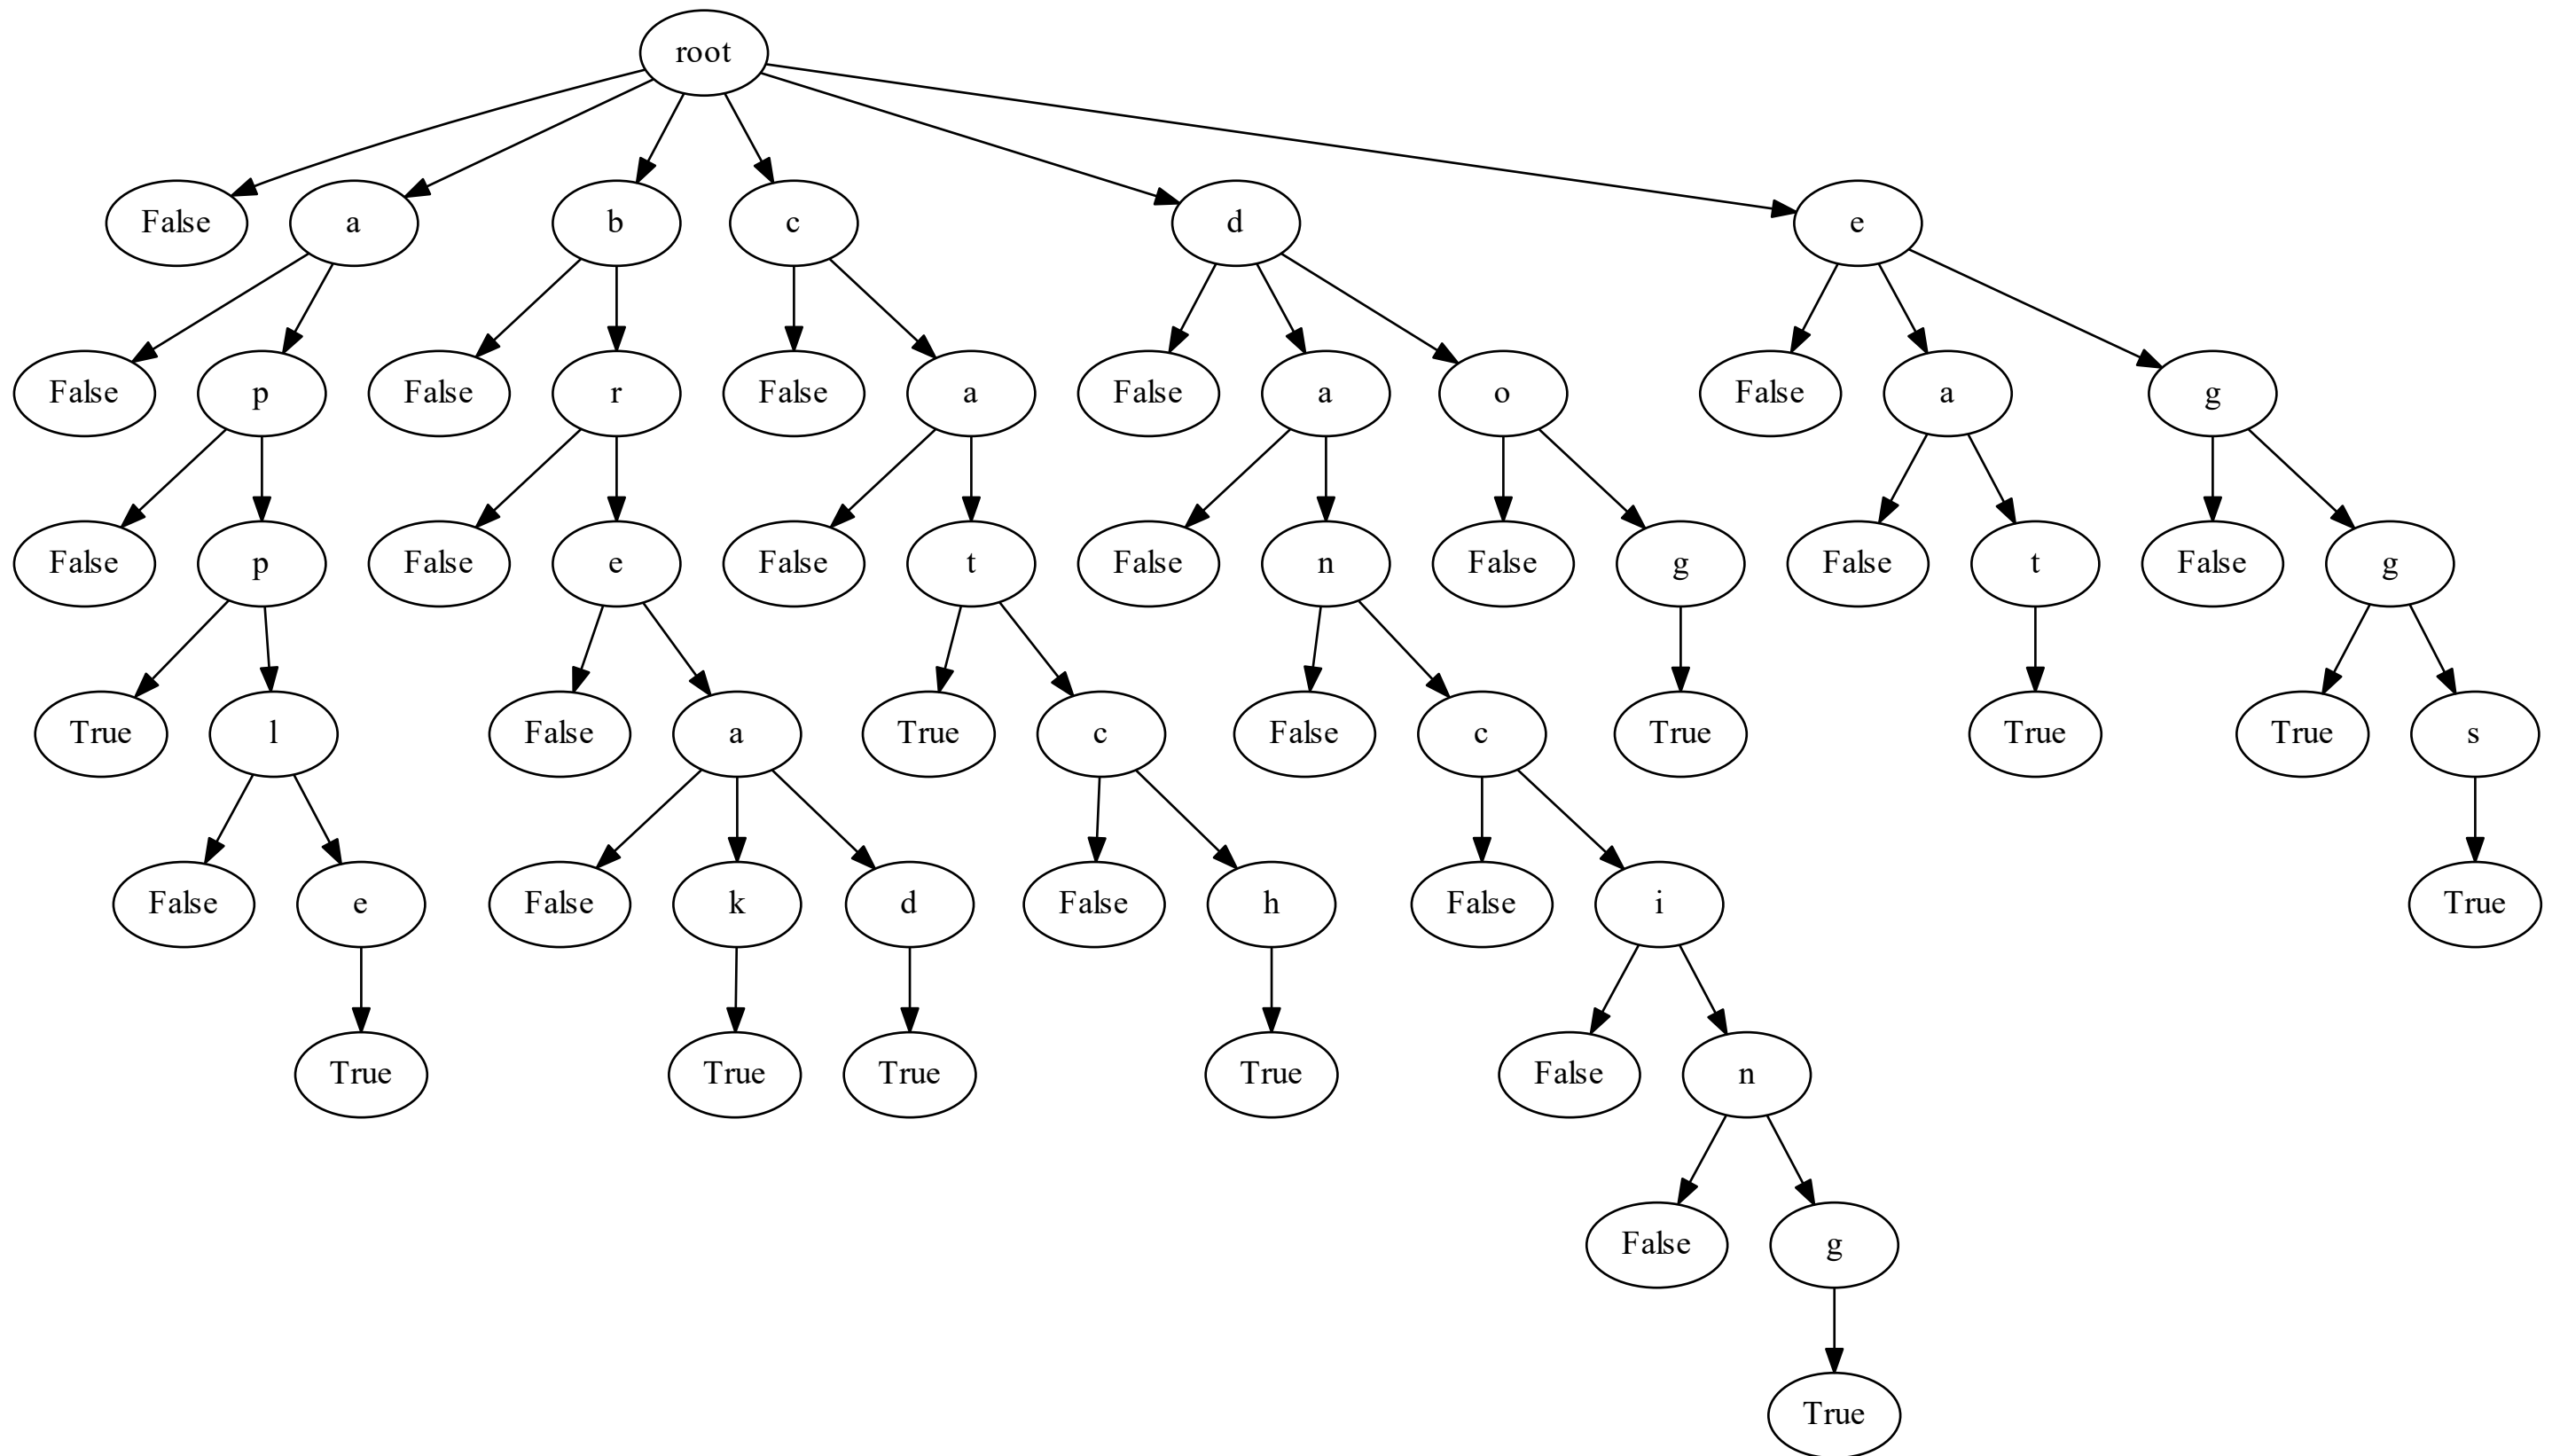 root
False a b c d e
False p False r False a False a o False a g
False p False e False t False n False g False t False g
True l False a True c False c True True True s
False e False k d False h False i True
True True True True False n
False g
True